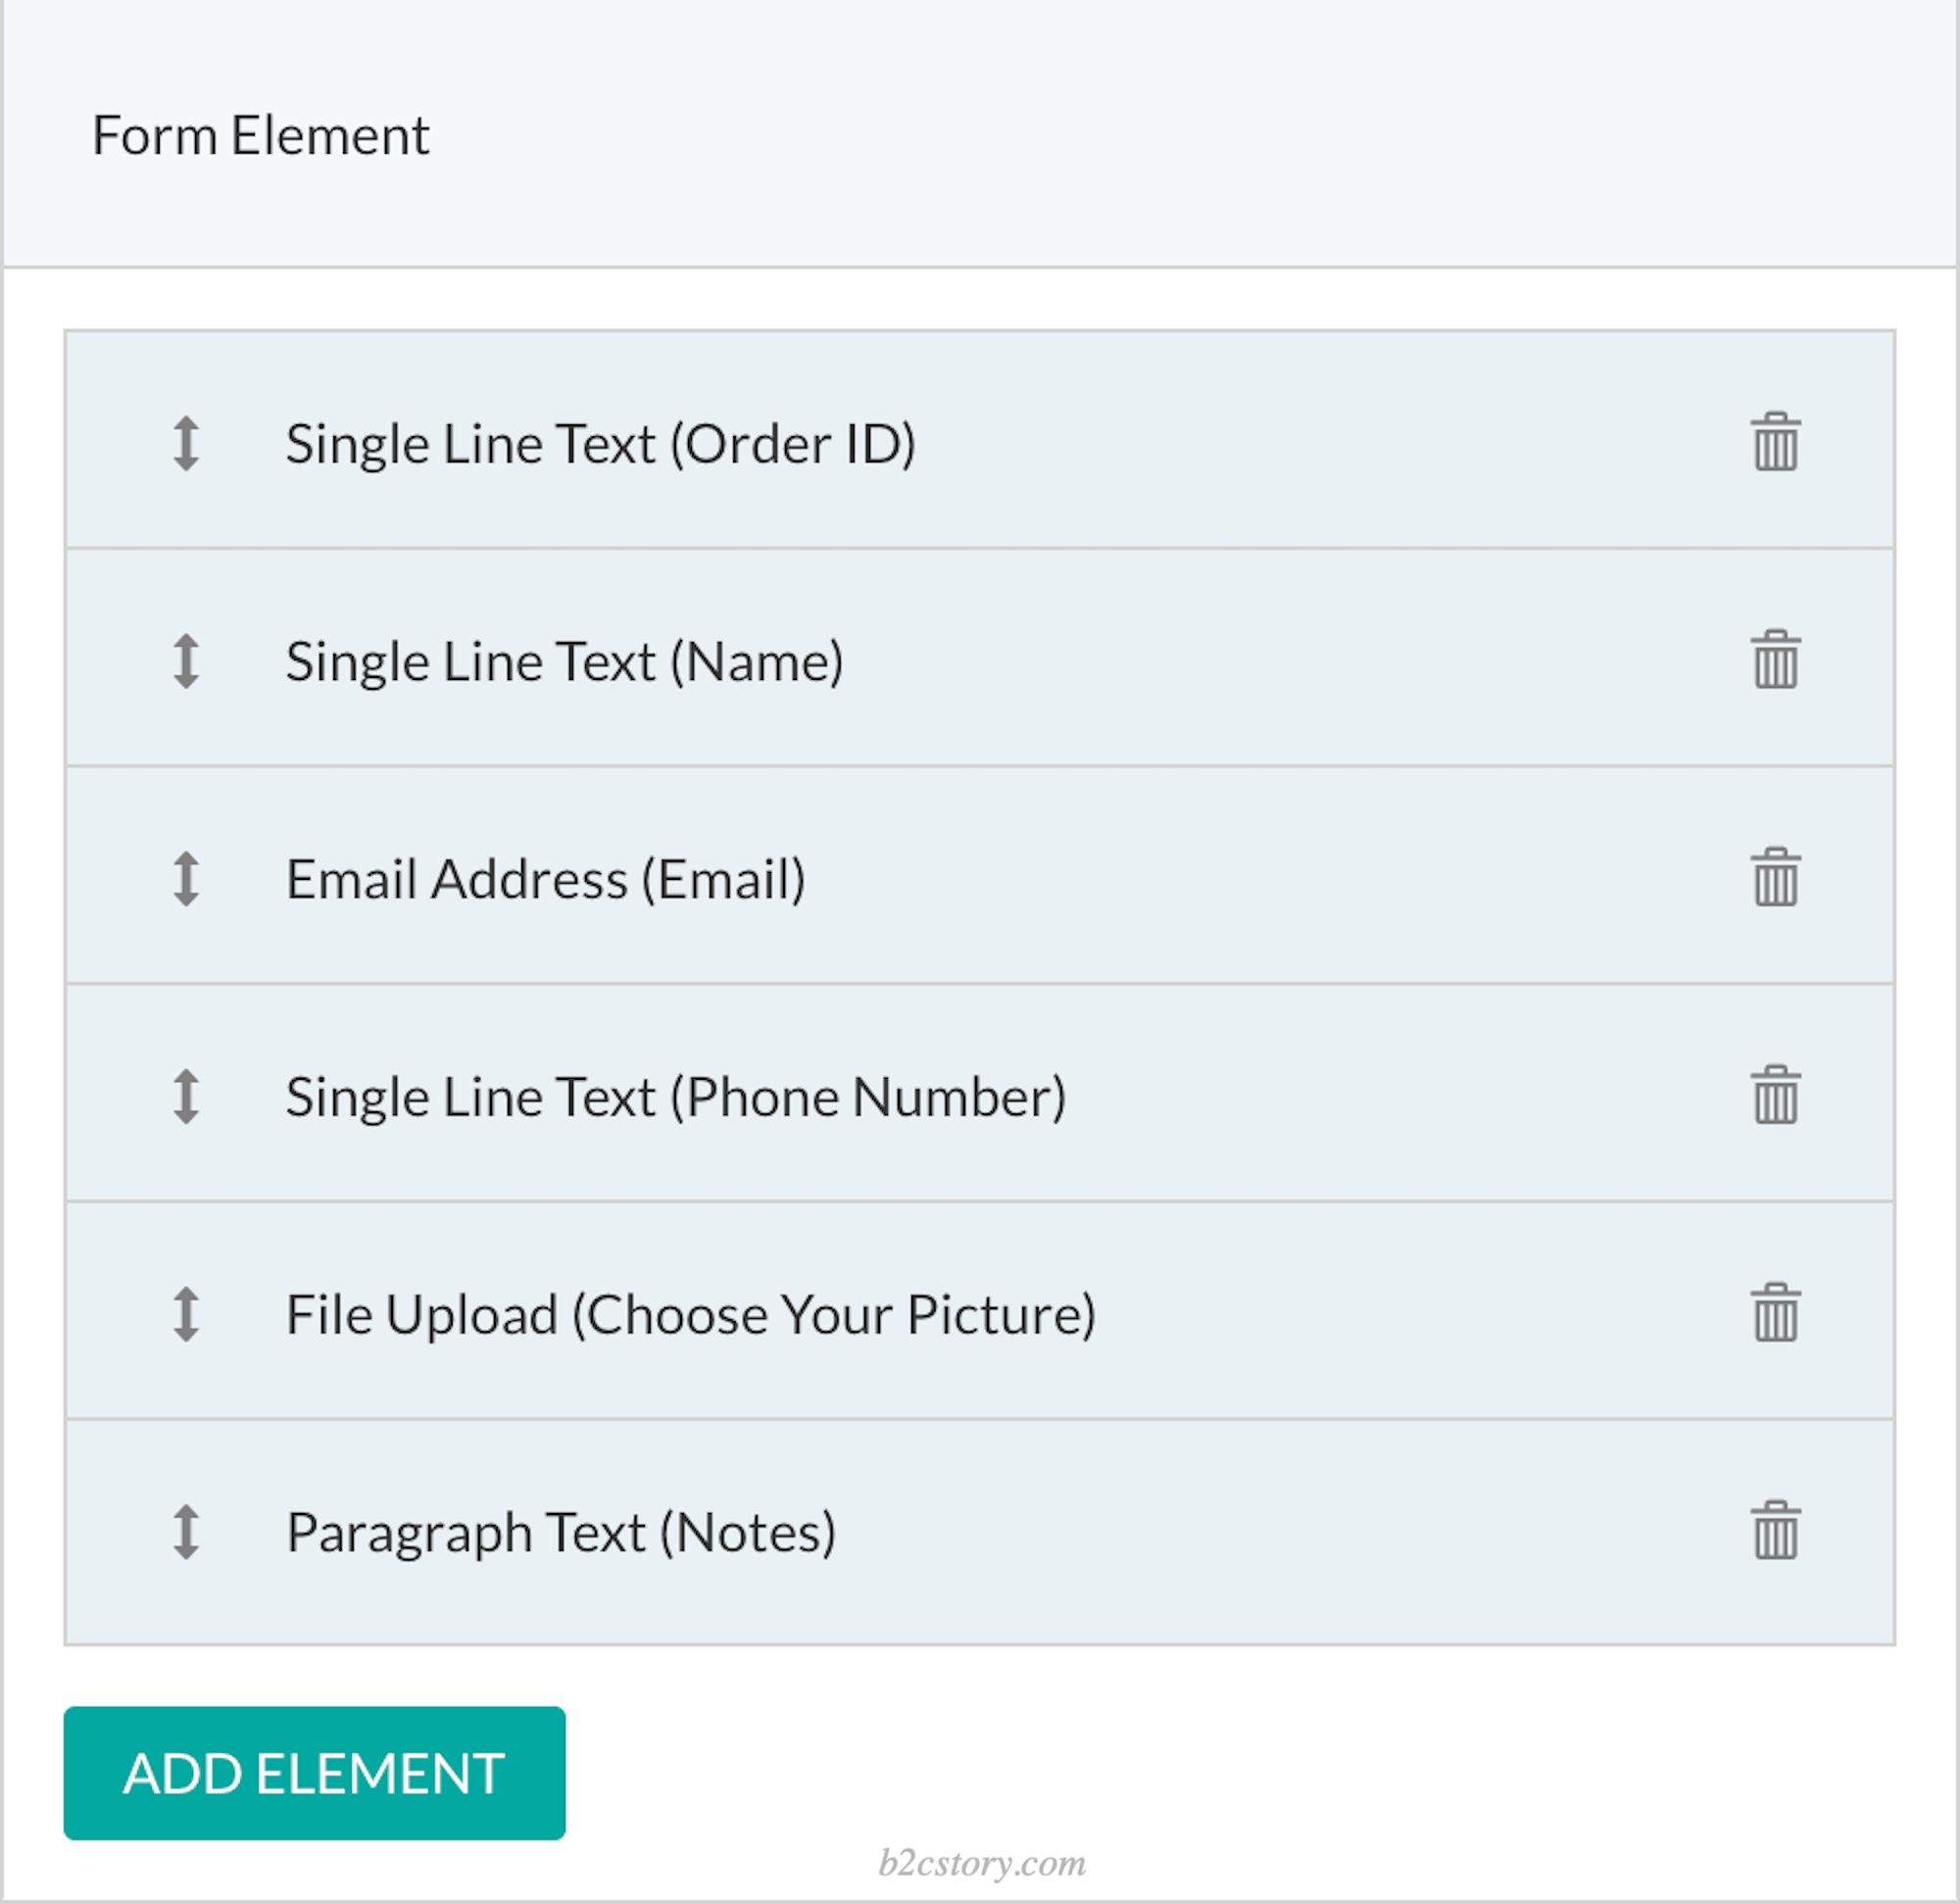 Form Element
Single Line Text (Order ID)
Single Line Text (Name)
Email Address (Email)
Single Line Text (Phone Number)
File Upload (Choose Your Picture)
Paragraph Text (Notes)
ADD ELEMENT
b2cstory.com